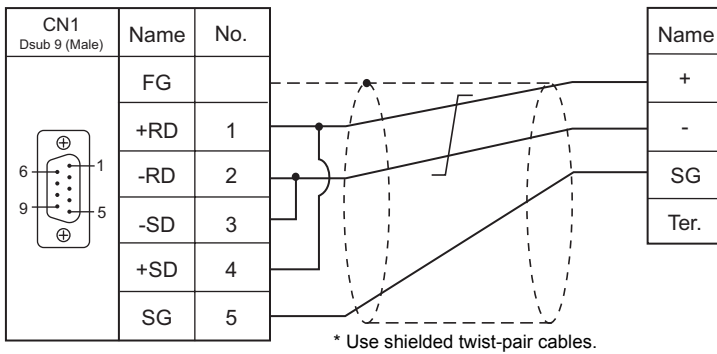 CN1
Dsub 9 (Male)
Name No.
FG
+RD 1
-RD 2
-SD 3
+SD 4
SG 5
6 1
9 5
Name
+
-
SG
Ter.
* Use shielded twist-pair cables.